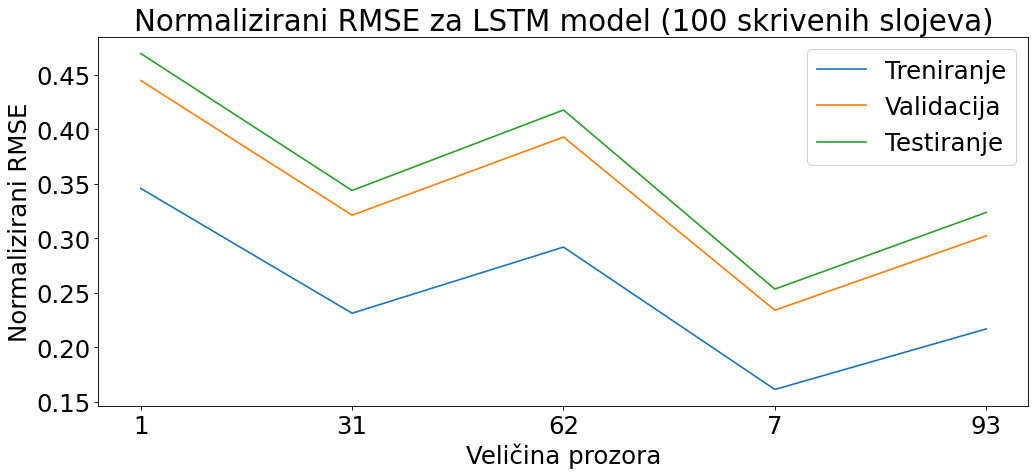 Normalizirani RMSE za LSTM model (100 skrivenih slojeva)
Normalizirani RMSE
0.45
0.40
0.35
0.30
0.25
0.20
0.15
Treniranje
Validacija
Testiranje
1 31 62 7 93
Veličina prozora